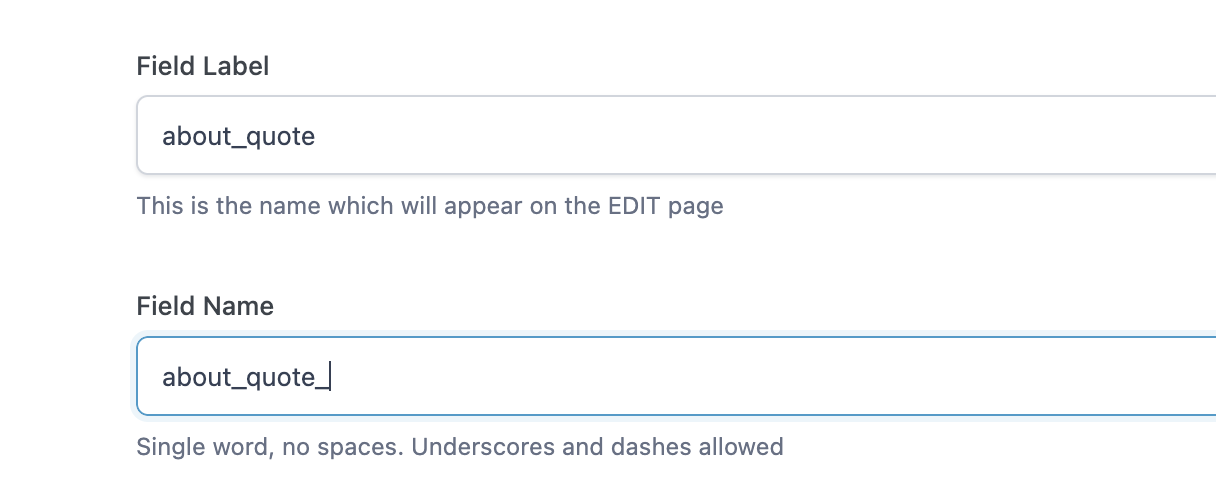 Field Label
about_quote
This is the name which will appear on the EDIT page
Field Name
about_quote_
Single word, no spaces. Underscores and dashes allowed